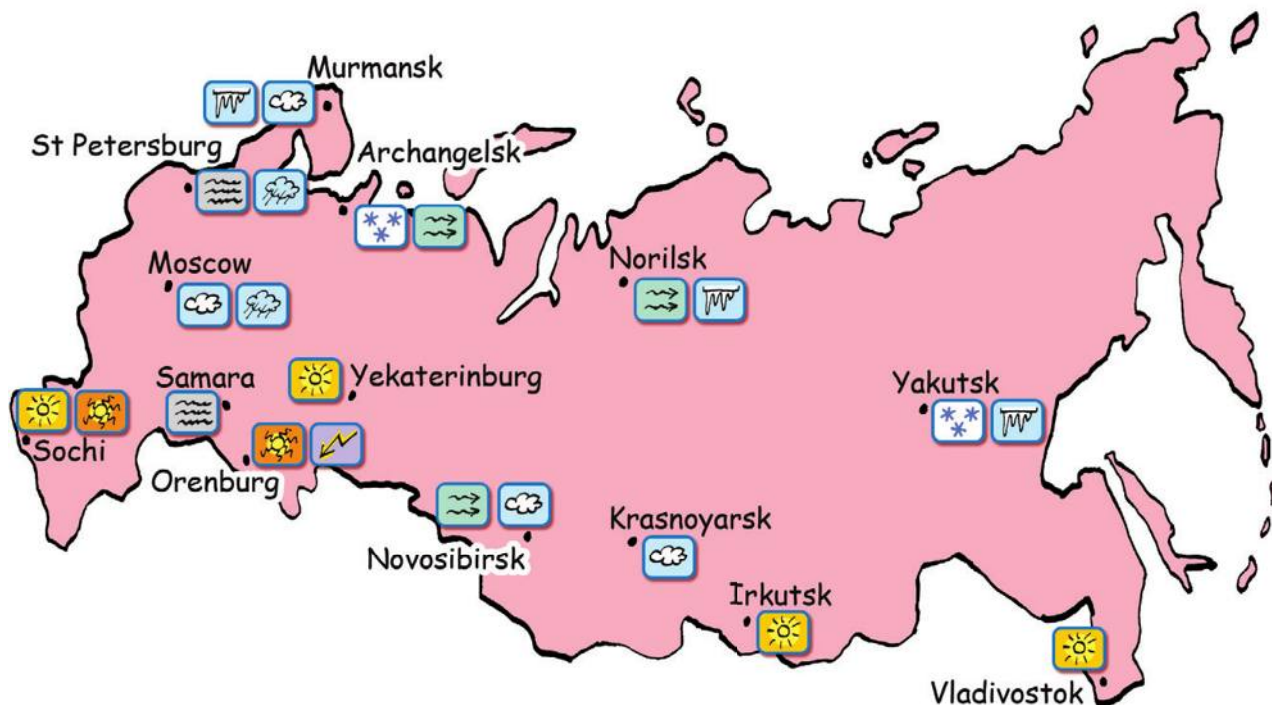 Murmansk
St Petersburg
Archangelsk
Moscow
Norilsk
Samara
Yekaterinburg
Yakutsk
Sochi
Orenburg
Krasnoyarsk
Novosibirsk
Irkutsk
Vladivostok